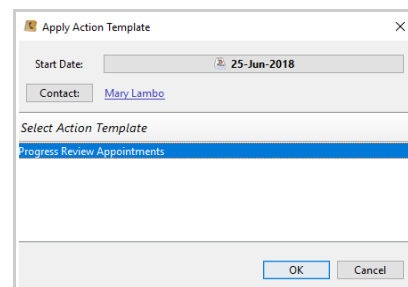 Apply Action Template
Start Date: 25-Jun-2018
Contact: Mary Lambo
Select Action Template
Progress Review Appointments
OK Cancel